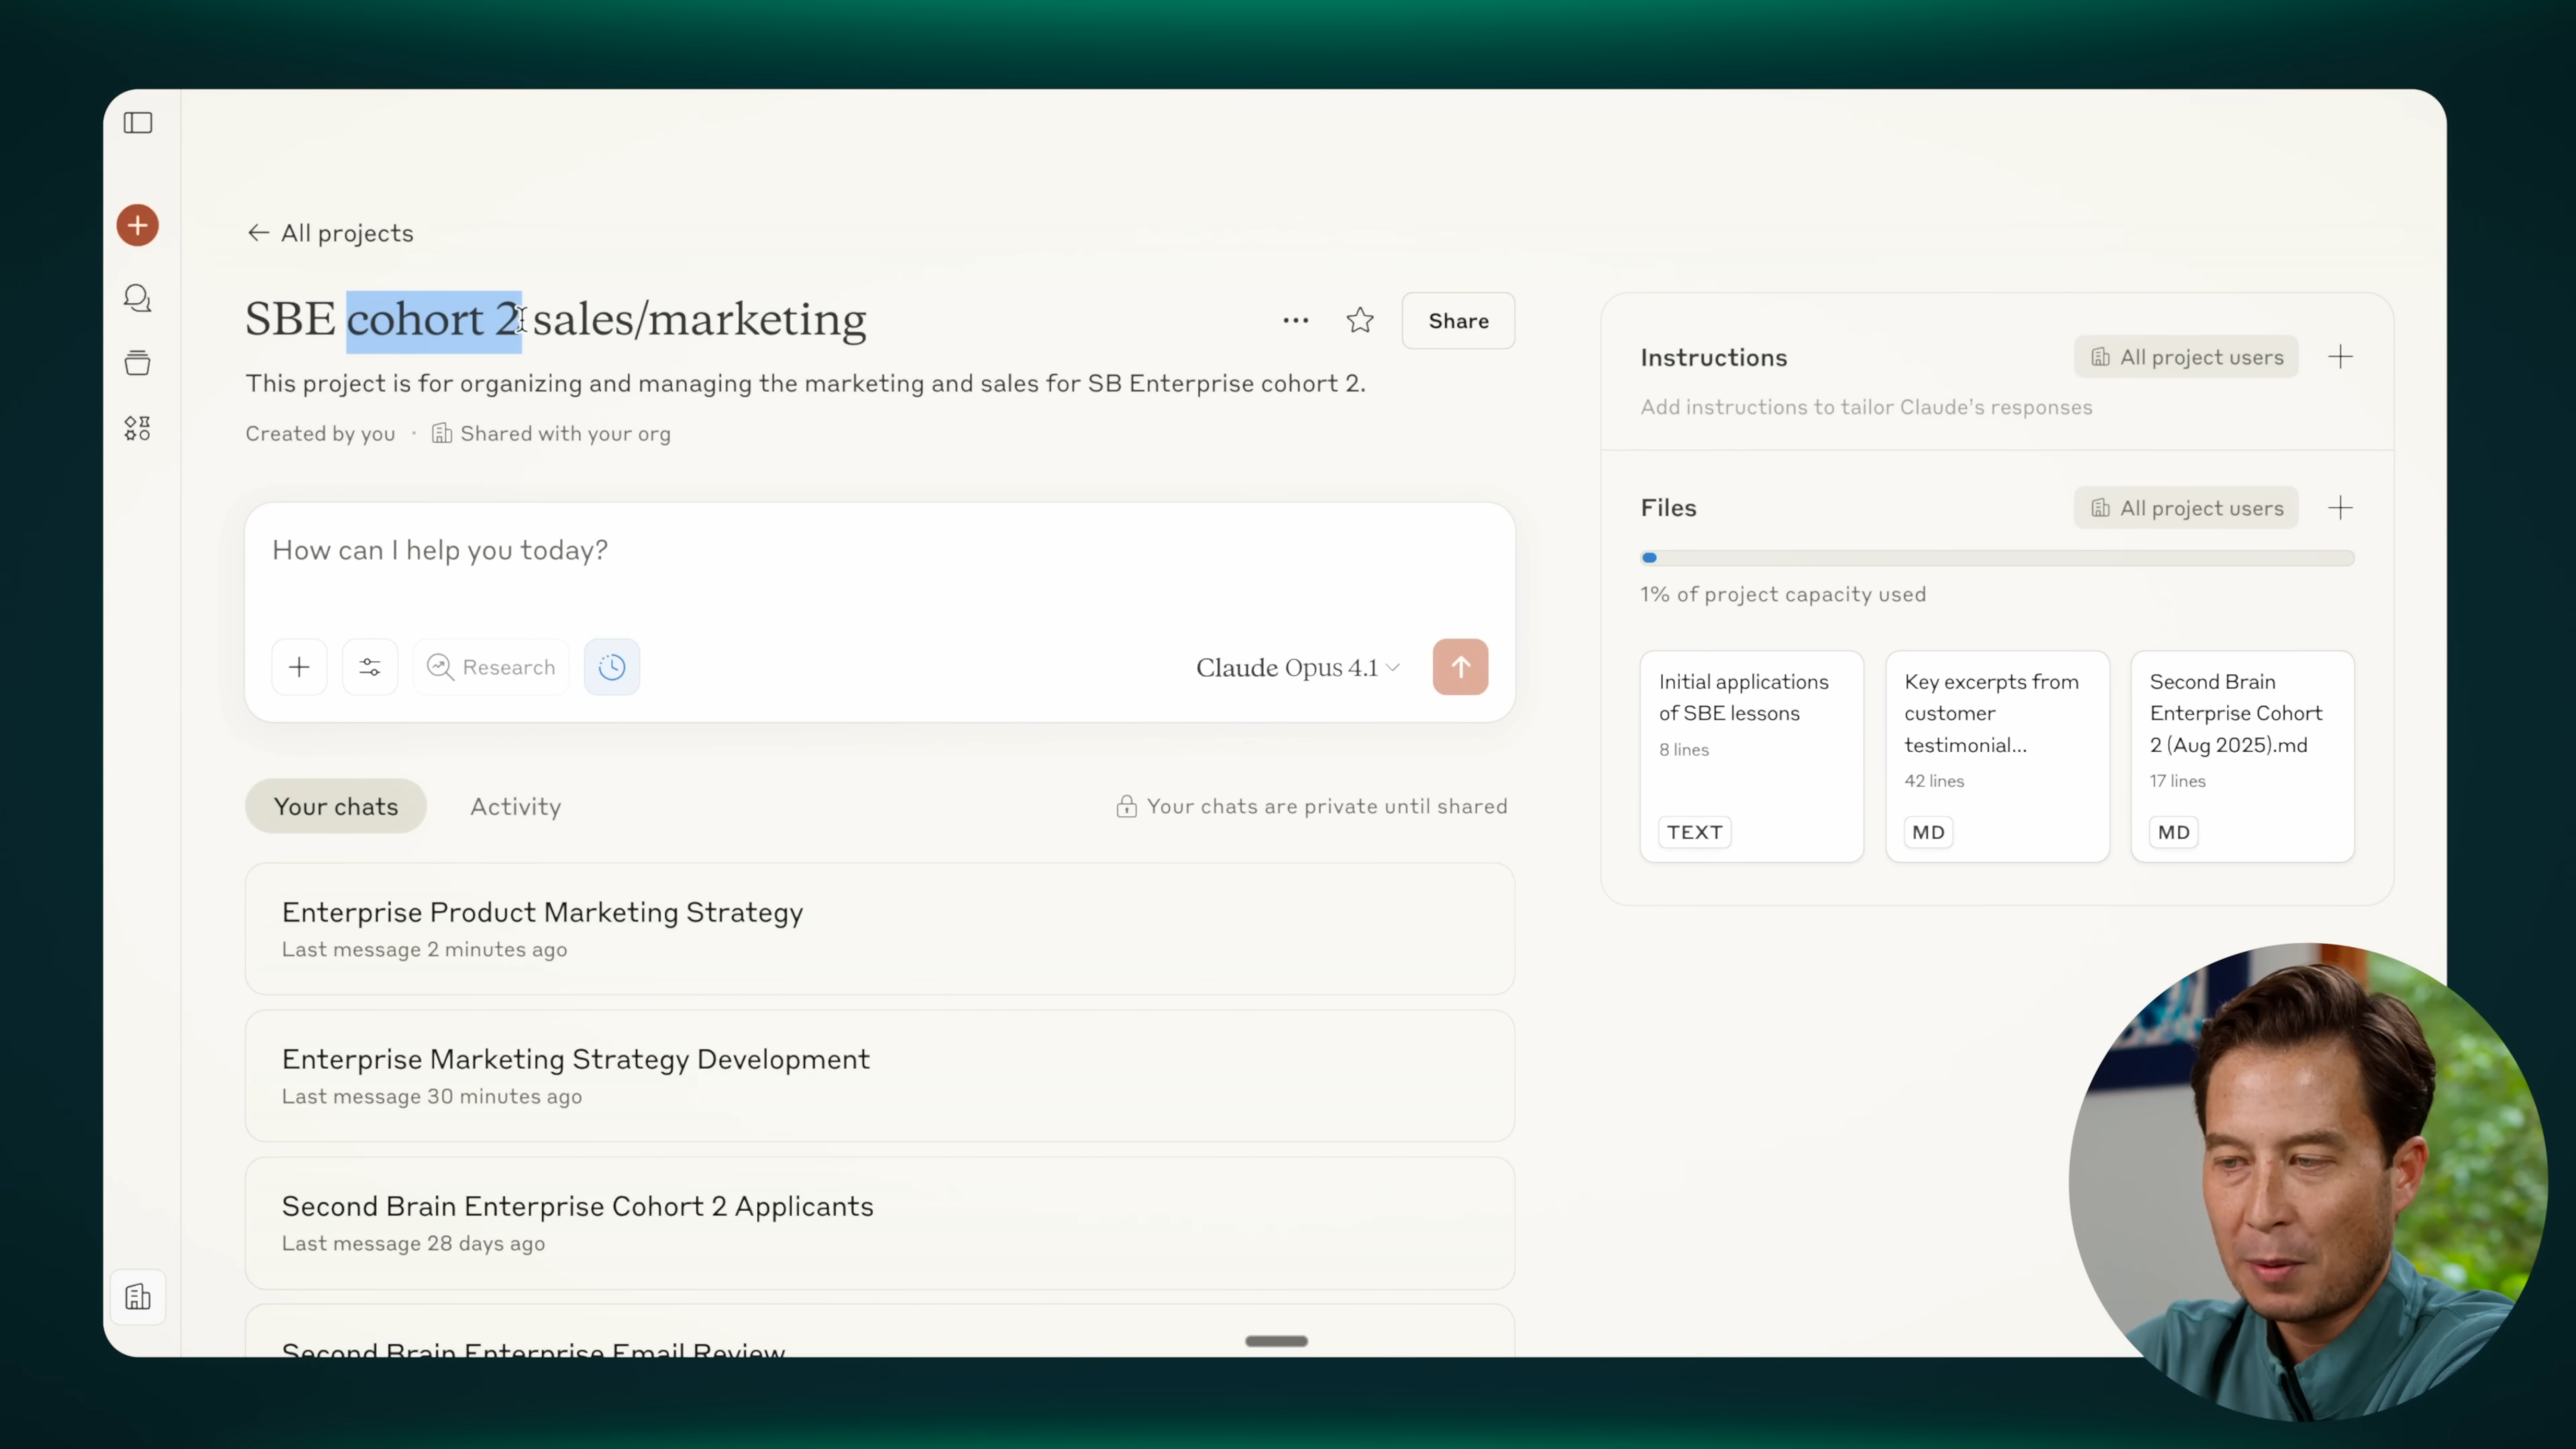 ← All projects
SBE cohort 2 sales/marketing
Share
This project is for organizing and managing the marketing and sales for SB Enterprise cohort 2.
Created by you · Shared with your org
How can I help you today?
Research
Claude Opus 4.1
Your chats
Activity
Your chats are private until shared
Enterprise Product Marketing Strategy
Last message 2 minutes ago
Enterprise Marketing Strategy Development
Last message 30 minutes ago
Second Brain Enterprise Cohort 2 Applicants
Last message 28 days ago
Second Brain Enterprise Email Review
Instructions
All project users
Add instructions to tailor Claude's responses
Files
All project users
1% of project capacity used
Initial applications
of SBE lessons
8 lines
TEXT
Key excerpts from
customer
testimonial...
42 lines
MD
Second Brain
Enterprise Cohort
2 (Aug 2025).md
17 lines
MD